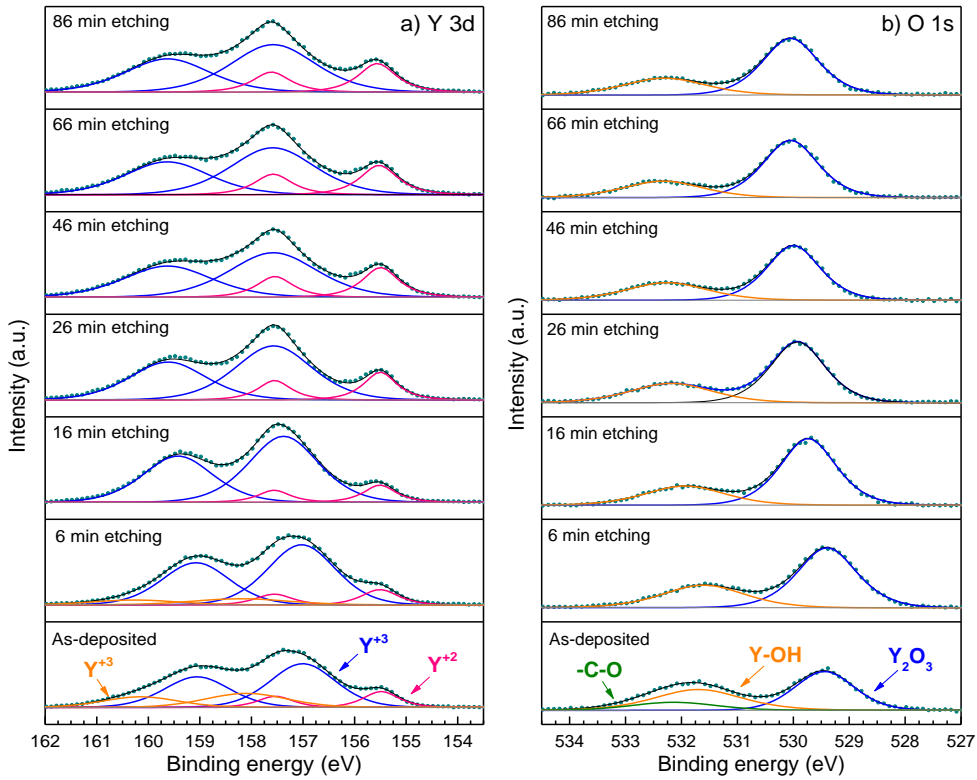 a) Y 3d
86 min etching
66 min etching
46 min etching
26 min etching
16 min etching
6 min etching
As-deposited
Y+3
Y+3
Y+2
Intensity (a.u.)
162 161 160 159 158 157 156 155 154
Binding energy (eV)
b) O 1s
86 min etching
66 min etching
46 min etching
26 min etching
16 min etching
6 min etching
As-deposited
-C-O
Y-OH
Y2O3
Intensity (a.u.)
534 533 532 531 530 529 528 527
Binding energy (eV)